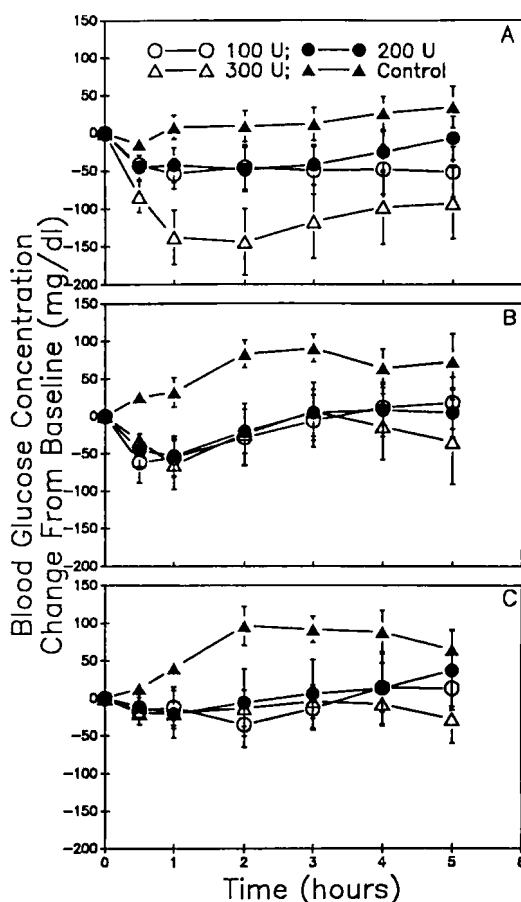 Blood Glucose Concentration
Change From Baseline (mg/dl)
A
100 U; 200 U
300 U; Control
150
100
50
0
-50
-100
-150
-200
B
150
100
50
0
-50
-100
-150
-200
C
150
100
50
0
-50
-100
-150
-200
0 1 2 3 4 5 6
Time (hours)